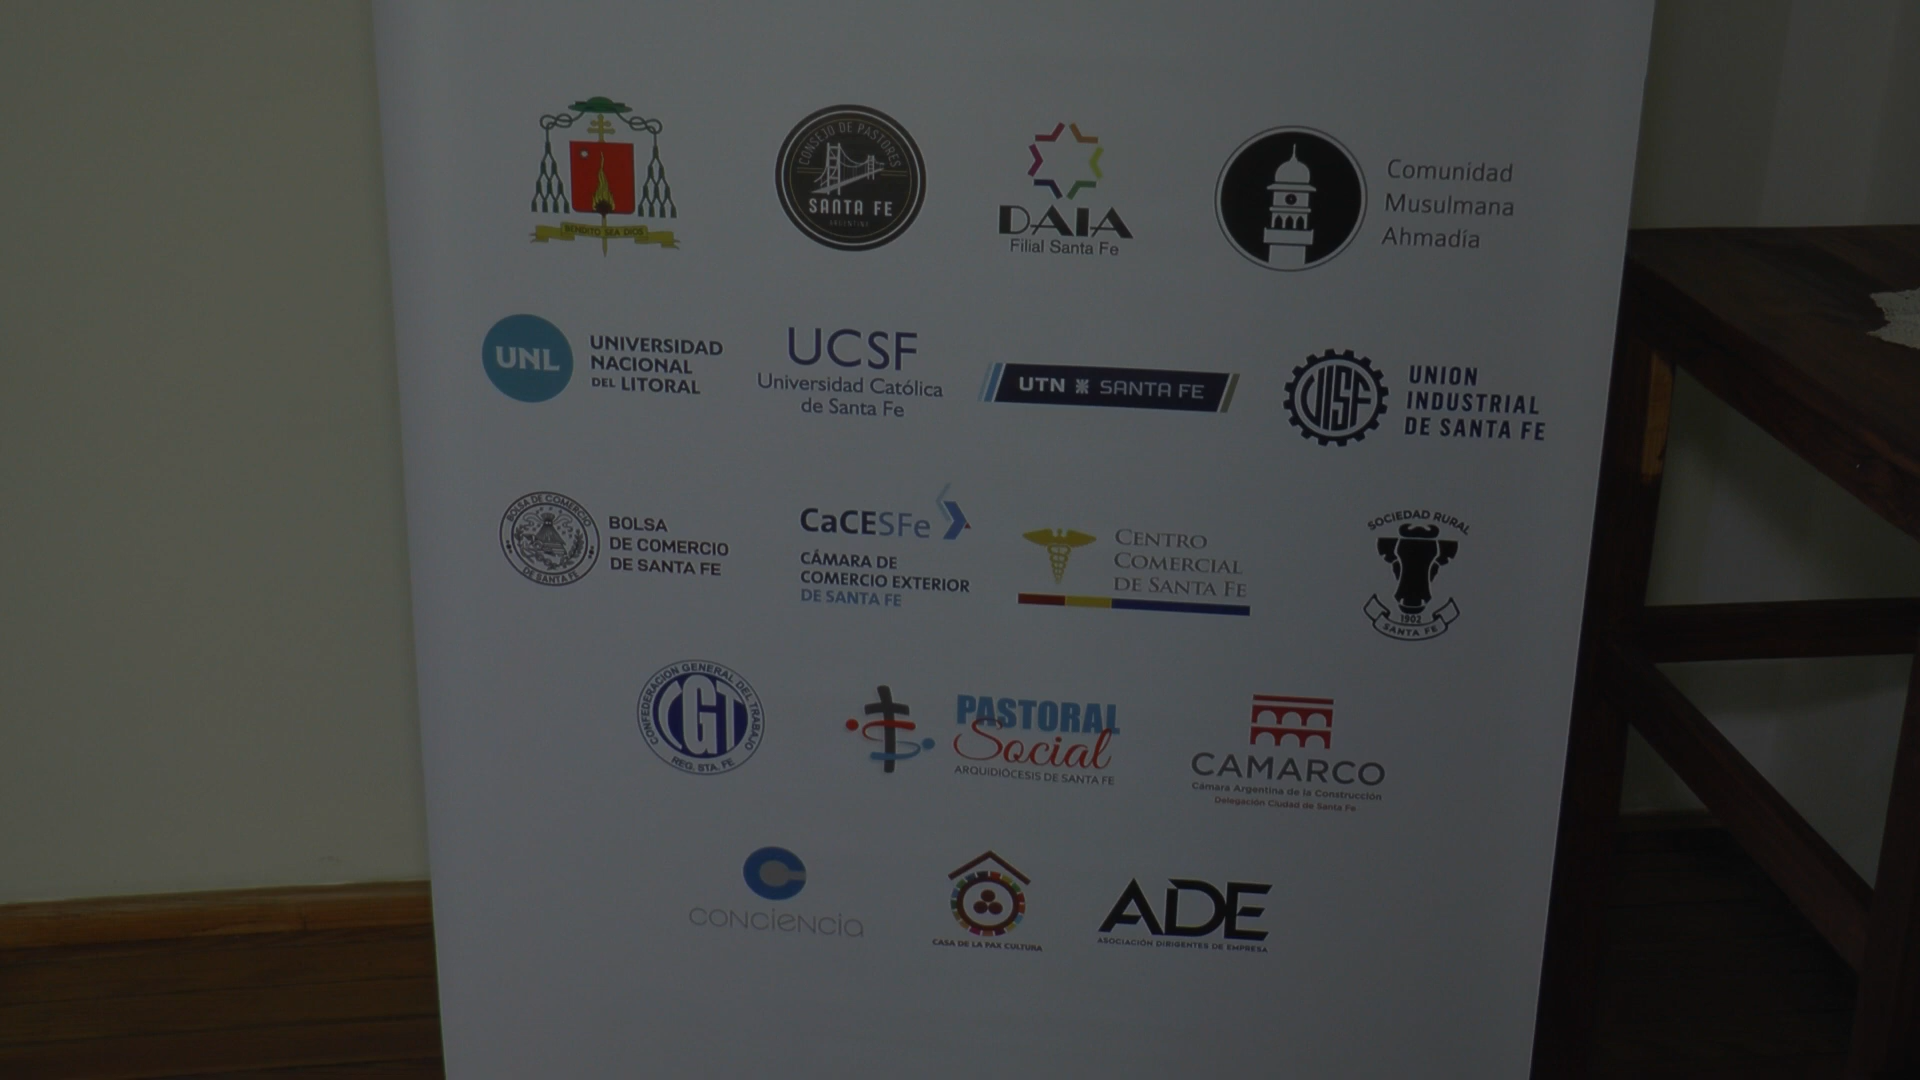 BENDITO SEA DIOS
CONSEJO DE PASTORES
SANTA FE
ARGENTINA
DAIA
Filial Santa Fe
Comunidad
Musulmana
Ahmadía
UNL
UNIVERSIDAD
NACIONAL
DEL LITORAL
UCSF
Universidad Católica
de Santa Fe
UTN SANTA FE
UISF
UNION
INDUSTRIAL
DE SANTA FE
BOLSA DE COMERCIO
DE SANTA FE
BOLSA
DE COMERCIO
DE SANTA FE
CaCESFe
CÁMARA DE
COMERCIO EXTERIOR
DE SANTA FE
CENTRO
COMERCIAL
DE SANTA FE
SOCIEDAD RURAL
1902
SANTA FE
CONFEDERACION GENERAL DEL TRABAJO
CGT
REG. STA. FE
PASTORAL
Social
ARQUIDIÓCESIS DE SANTA FE
CAMARCO
Cámara Argentina de la Construcción
Delegación Ciudad de Santa Fe
CONCIENCIA
CASA DE LA PAX CULTURA
ADE
ASOCIACIÓN DIRIGENTES DE EMPRESA